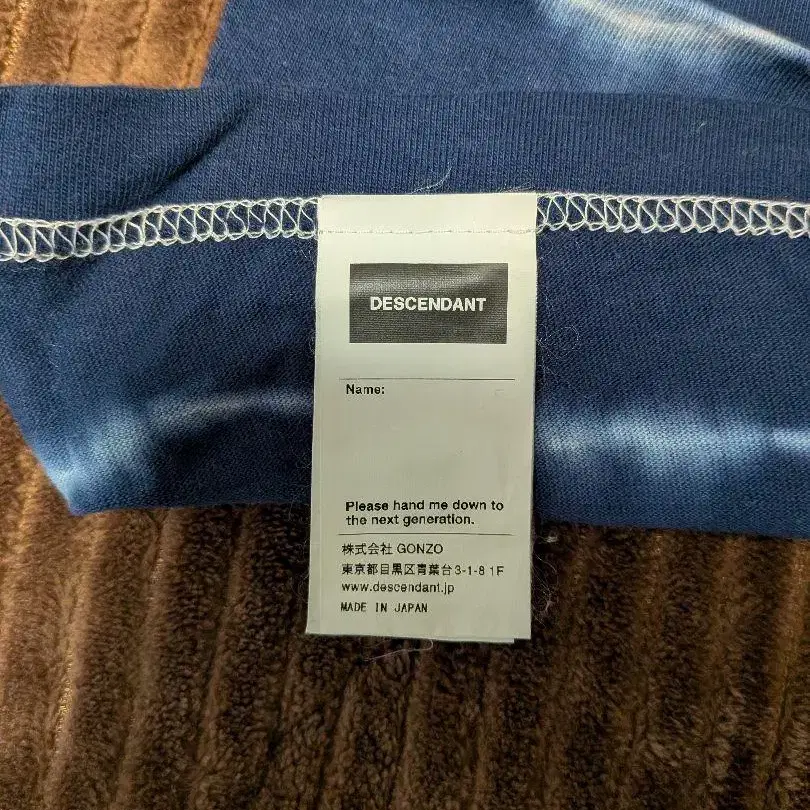 DESCENDANT
Name:
Please hand me down to
the next generation.
株式会社 GONZO
東京都目黒区青葉台3-1-8 1F
www.descendant.jp
MADE IN JAPAN